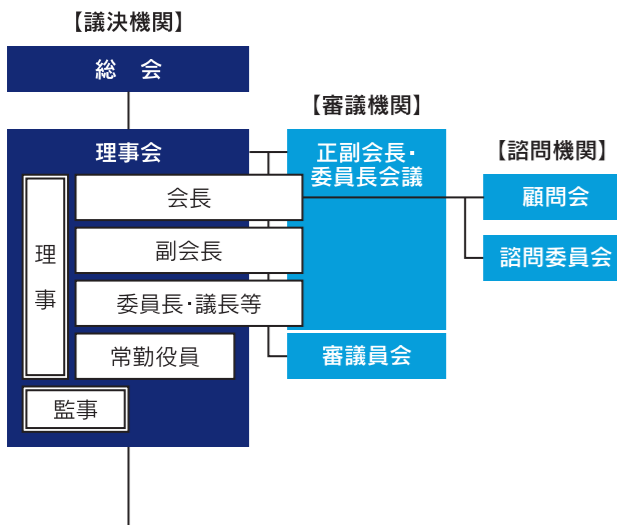 【議決機関】
総　会
【審議機関】
【諮問機関】
理事会
正副会長・
委員長会議
理
事
会長
副会長
委員長・議長等
常勤役員
監事
審議員会
顧問会
諮問委員会